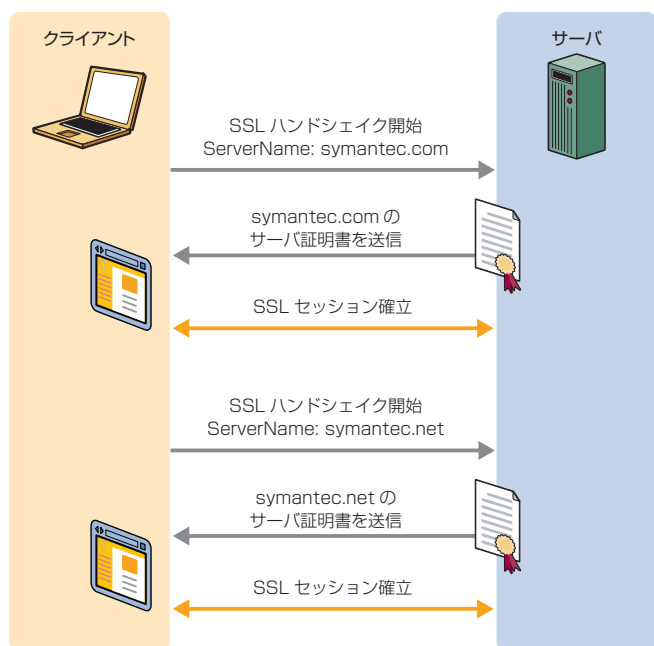 クライアント
サーバ
SSL ハンドシェイク開始
ServerName: symantec.com
symantec.com の
サーバ証明書を送信
SSL セッション確立
SSL ハンドシェイク開始
ServerName: symantec.net
symantec.net の
サーバ証明書を送信
SSL セッション確立